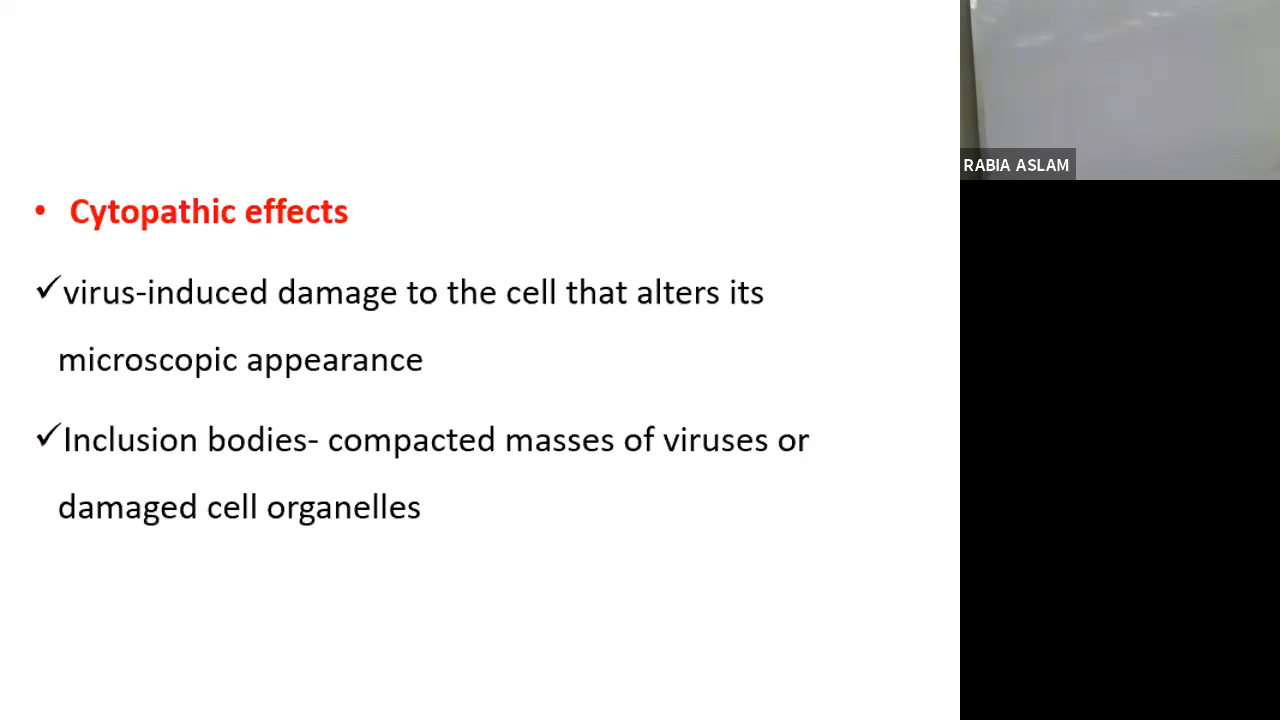 • Cytopathic effects
✓virus-induced damage to the cell that alters its
microscopic appearance
✓Inclusion bodies- compacted masses of viruses or
damaged cell organelles
RABIA ASLAM